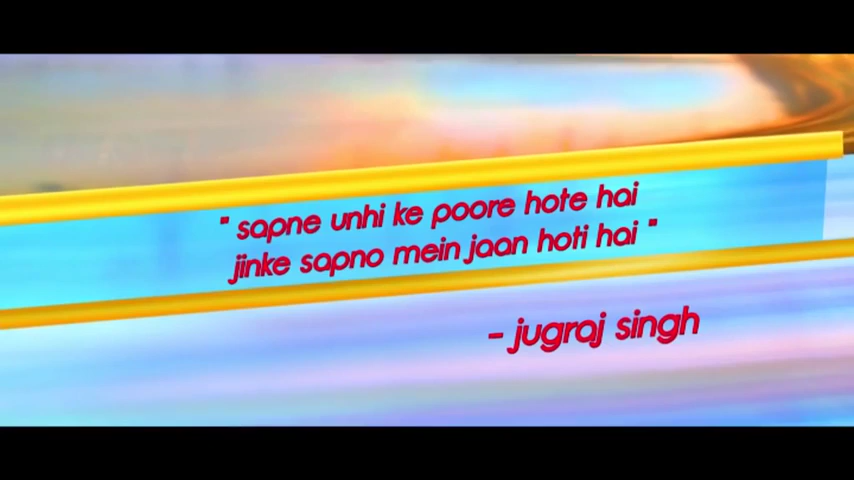 " sapne unhi ke poore hote hai
jinke sapno mein jaan hoti hai "
- jugraj singh